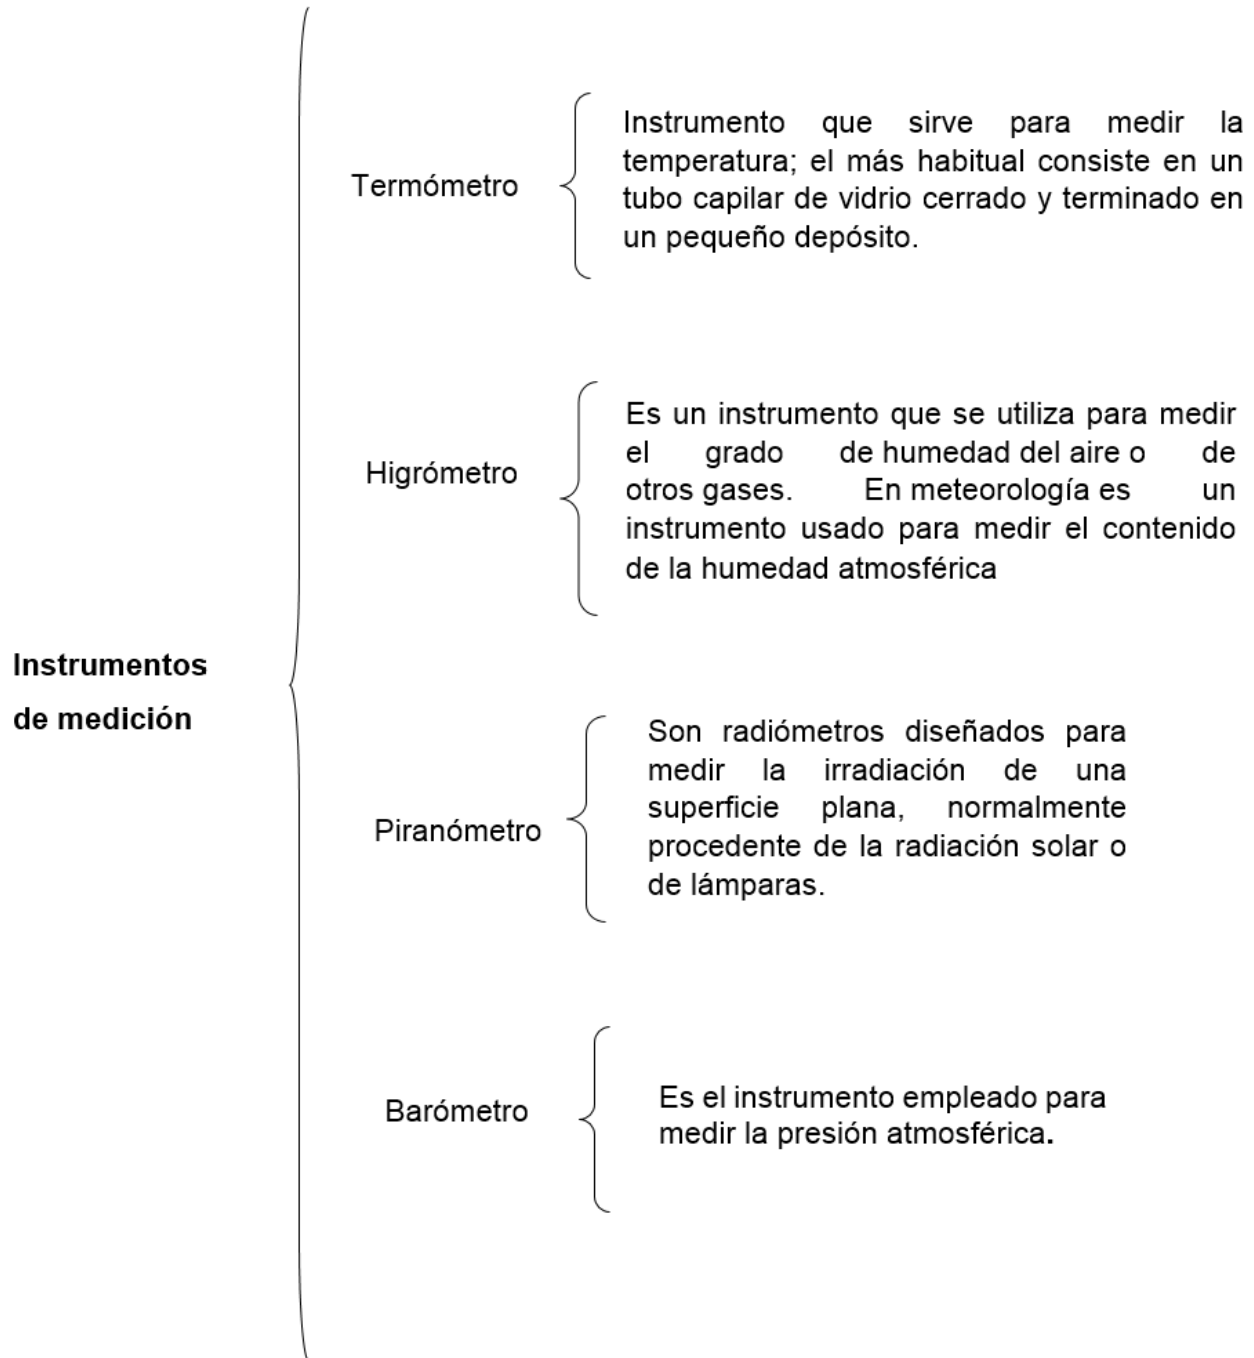 Instrumentos
de medición
Termómetro
Instrumento que sirve para medir la
temperatura; el más habitual consiste en un
tubo capilar de vidrio cerrado y terminado en
un pequeño depósito.
Higrómetro
Es un instrumento que se utiliza para medir
el grado de humedad del aire o de
otros gases. En meteorología es un
instrumento usado para medir el contenido
de la humedad atmosférica
Piranómetro
Son radiómetros diseñados para
medir la irradiación de una
superficie plana, normalmente
procedente de la radiación solar o
de lámparas.
Barómetro
Es el instrumento empleado para
medir la presión atmosférica.